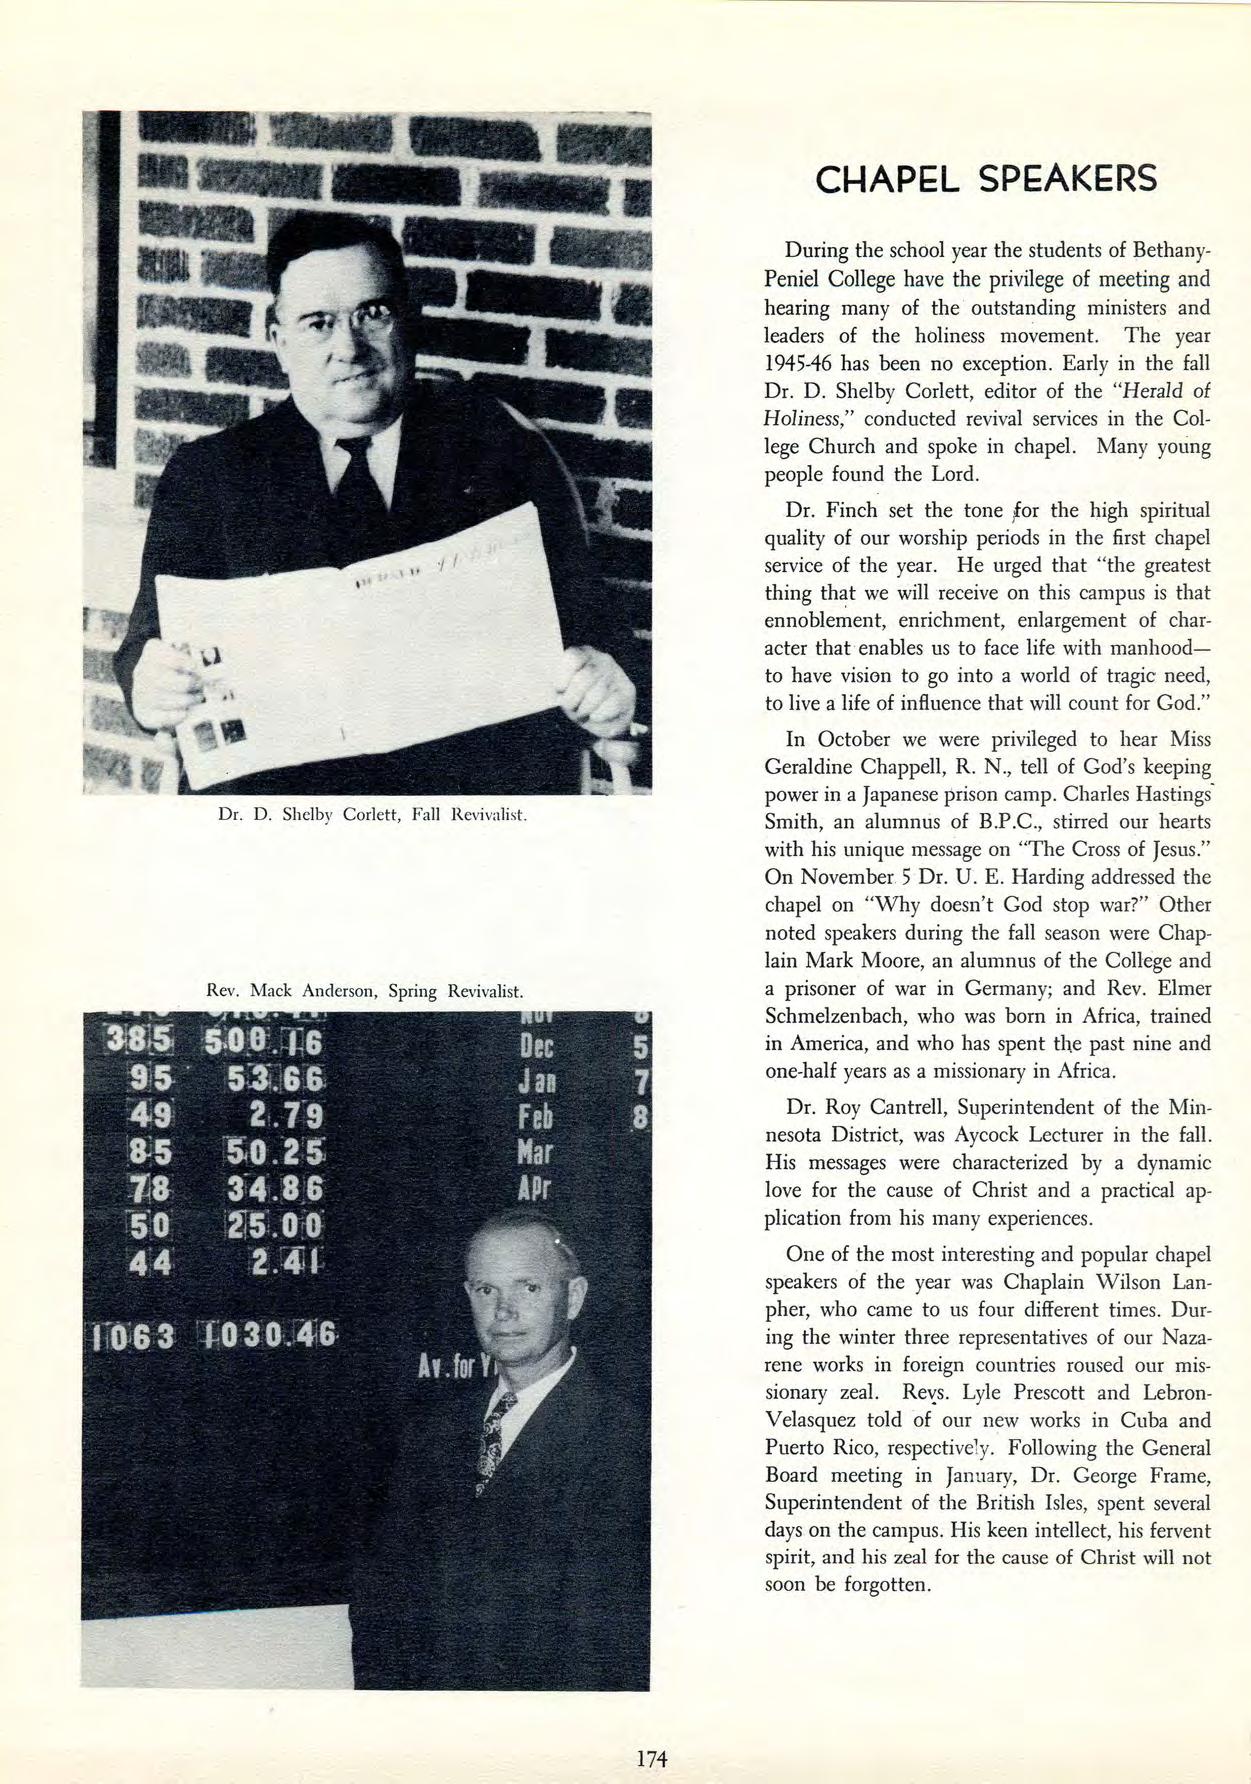 CHAPEL SPEAKERS
During the school year the students of Bethany-
Peniel College have the privilege of meeting and
hearing many of the outstanding ministers and
leaders of the holiness movement. The year
1945-46 has been no exception. Early in the fall
Dr. D. Shelby Corlett, editor of the "Herald of
Holiness," conducted revival services in the Col-
lege Church and spoke in chapel. Many young
people found the Lord.
Dr. Finch set the tone for the high spiritual
quality of our worship periods in the first chapel
service of the year. He urged that "the greatest
thing that we will receive on this campus is that
ennoblement, enrichment, enlargement of char-
acter that enables us to face life with manhood—
to have vision to go into a world of tragic need,
to live a life of influence that will count for God."
In October we were privileged to hear Miss
Geraldine Chappell, R. N., tell of God's keeping
power in a Japanese prison camp. Charles Hastings
Smith, an alumnus of B.P.C., stirred our hearts
with his unique message on "The Cross of Jesus."
On November 5 Dr. U. E. Harding addressed the
chapel on "Why doesn't God stop war?" Other
noted speakers during the fall season were Chap-
lain Mark Moore, an alumnus of the College and
a prisoner of war in Germany; and Rev. Elmer
Schmelzenbach, who was born in Africa, trained
in America, and who has spent the past nine and
one-half years as a missionary in Africa.
Dr. Roy Cantrell, Superintendent of the Min-
nesota District, was Aycock Lecturer in the fall.
His messages were characterized by a dynamic
love for the cause of Christ and a practical ap-
plication from his many experiences.
One of the most interesting and popular chapel
speakers of the year was Chaplain Wilson Lan-
pher, who came to us four different times. Dur-
ing the winter three representatives of our Naza-
rene works in foreign countries roused our mis-
sionary zeal. Revs. Lyle Prescott and Lebron-
Velasquez told of our new works in Cuba and
Puerto Rico, respectively. Following the General
Board meeting in January, Dr. George Frame,
Superintendent of the British Isles, spent several
days on the campus. His keen intellect, his fervent
spirit, and his zeal for the cause of Christ will not
soon be forgotten.
Dr. D. Shelby Corlett, Fall Revivalist.
Rev. Mack Anderson, Spring Revivalist.
Nov
385 500.16 Dec 5
95 53.66 Jan 7
49 2.79 Feb 8
85 50.25 Mar
78 34.86 Apr
50 25.00
44 2.41
1063 1030.46
Av. for
174